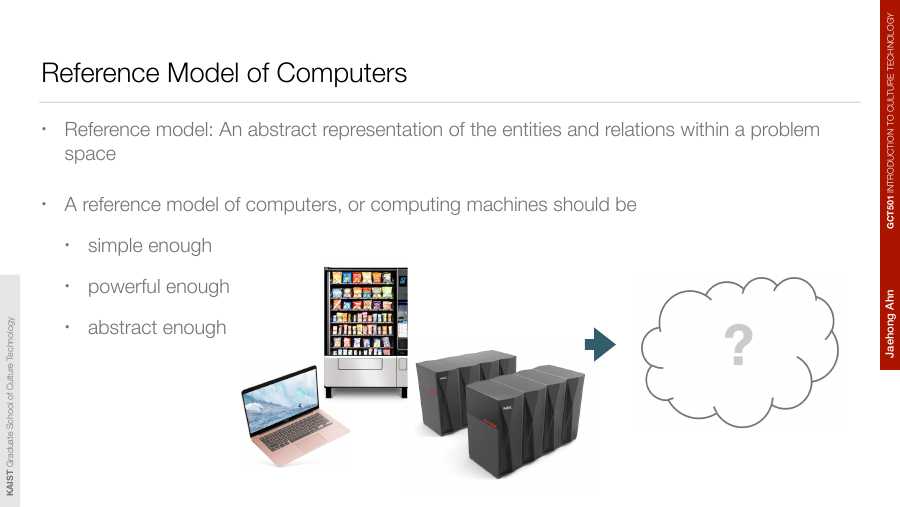 Reference Model of Computers
• Reference model: An abstract representation of the entities and relations within a problem
space
• A reference model of computers, or computing machines should be
• simple enough
• powerful enough
• abstract enough
?
KAIST Graduate School of Culture Technology
GCT501 INTRODUCTION TO CULTURE TECHNOLOGY
Jaehong Ahn